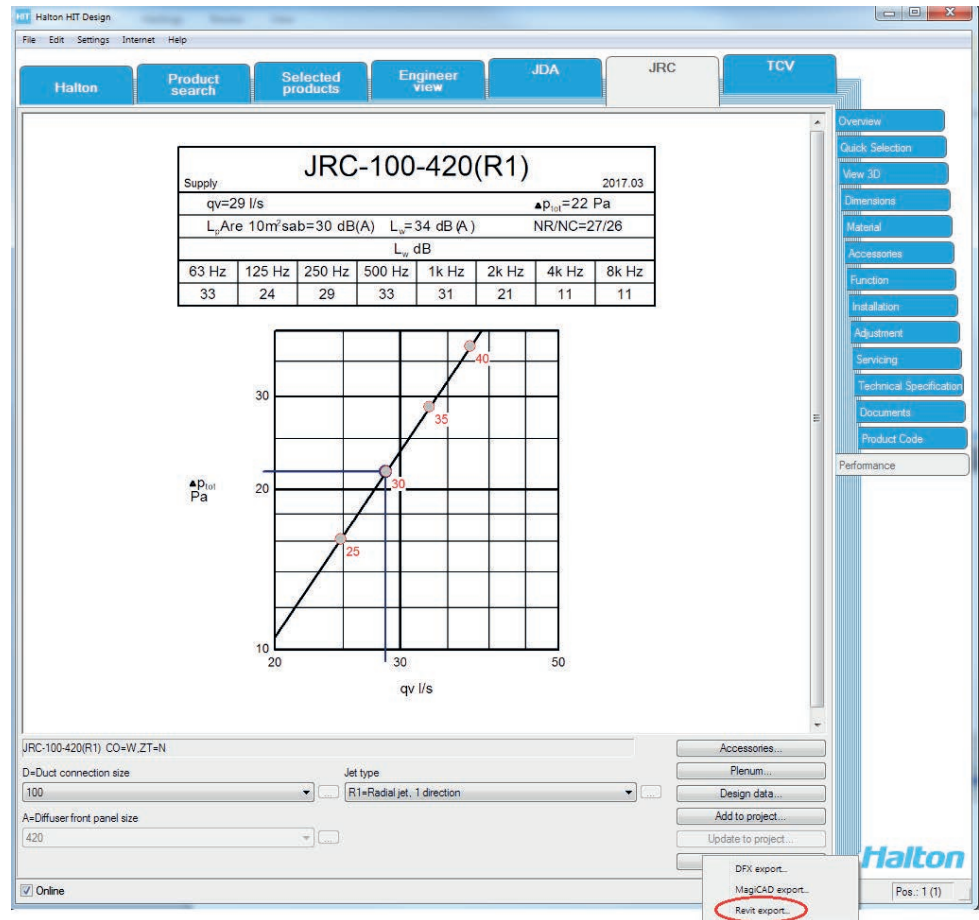 HIT Halton HIT Design
File Edit Settings Internet Help
Halton Product search Selected products Engineer view JDA JRC TCV
JRC-100-420(R1)
Supply 2017.03
qv=29 l/s ▲ptot=22 Pa
LpAre 10m²sab=30 dB(A) Lw=34 dB(A) NR/NC=27/26
Lw dB
63 Hz 125 Hz 250 Hz 500 Hz 1k Hz 2k Hz 4k Hz 8k Hz
33 24 29 33 31 21 11 11
40
30
35
▲ptot
Pa
20
30
25
10
20 30 50
qv l/s
Overview
Quick Selection
View 3D
Dimensions
Material
Accessories
Function
Installation
Adjustment
Servicing
Technical Specification
Documents
Product Code
Performance
JRC-100-420(R1) CO=W,ZT=N
D=Duct connection size
100
...
Jet type
R1=Radial jet, 1 direction
...
A=Diffuser front panel size
420
...
Accessories...
Plenum...
Design data...
Add to project...
Update to project...
DFX export...
MagiCAD export...
Revit export...
Halton
Online
Pos.: 1 (1)